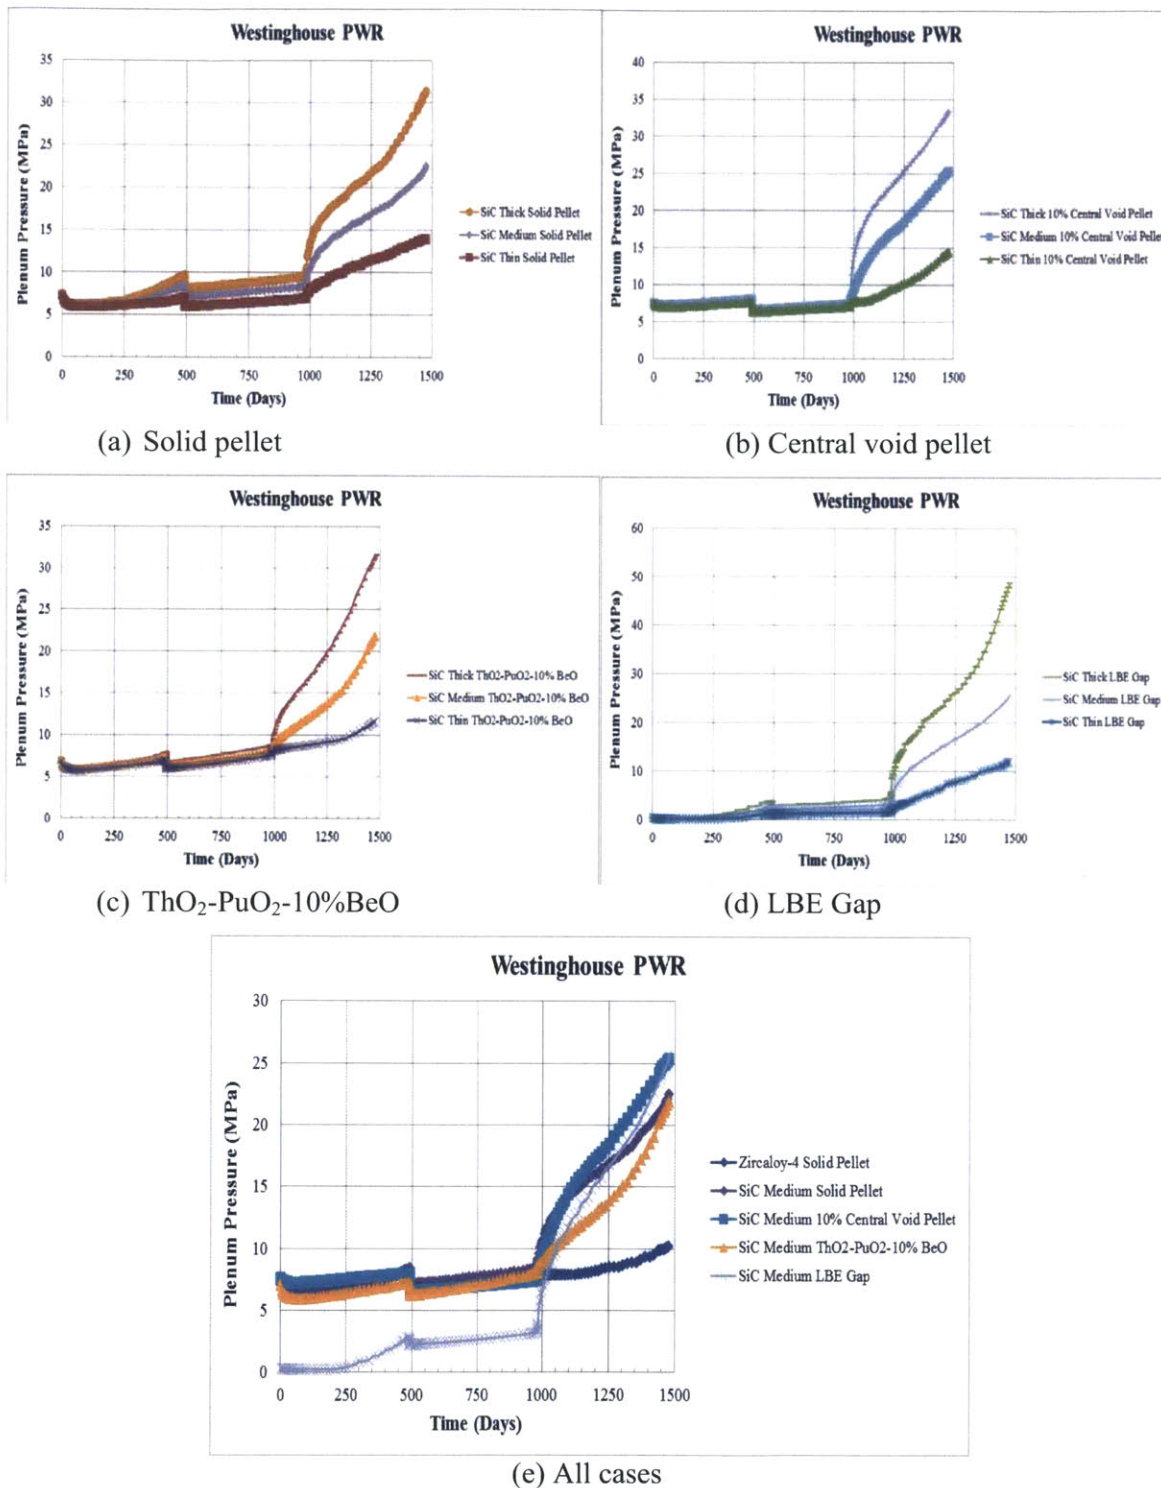 Westinghouse PWR
Plenum Pressure (MPa)
35
30
25
20
15
10
5
0
0 250 500 750 1000 1250 1500
Time (Days)
SiC Thick Solid Pellet
SiC Medium Solid Pellet
SiC Thin Solid Pellet
(a) Solid pellet
Westinghouse PWR
Plenum Pressure (MPa)
40
35
30
25
20
15
10
5
0
0 250 500 750 1000 1250 1500
Time (Days)
SiC Thick 10% Central Void Pellet
SiC Medium 10% Central Void Pellet
SiC Thin 10% Central Void Pellet
(b) Central void pellet
Westinghouse PWR
Plenum Pressure (MPa)
35
30
25
20
15
10
5
0
0 250 500 750 1000 1250 1500
Time (Days)
SiC Thick ThO2-PuO2-10% BeO
SiC Medium ThO2-PuO2-10% BeO
SiC Thin ThO2-PuO2-10% BeO
(c) ThO₂-PuO₂-10%BeO
Westinghouse PWR
Plenum Pressure (MPa)
60
50
40
30
20
10
0
0 250 500 750 1000 1250 1500
Time (Days)
SiC Thick LBE Gap
SiC Medium LBE Gap
SiC Thin LBE Gap
(d) LBE Gap
Westinghouse PWR
Plenum Pressure (MPa)
30
25
20
15
10
5
0
0 250 500 750 1000 1250 1500
Time (Days)
Zircaloy-4 Solid Pellet
SiC Medium Solid Pellet
SiC Medium 10% Central Void Pellet
SiC Medium ThO2-PuO2-10% BeO
SiC Medium LBE Gap
(e) All cases